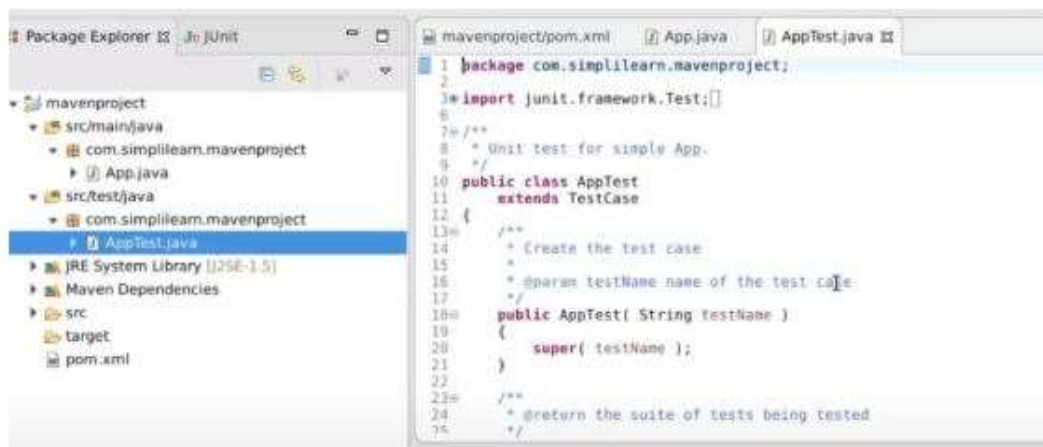 Package Explorer JUnit
mavenproject
src/main/java
com.simplilearn.mavenproject
App.java
src/test/java
com.simplilearn.mavenproject
AppTest.java
JRE System Library [J2SE-1.5]
Maven Dependencies
src
target
pom.xml
mavenproject/pom.xml App.java AppTest.java
1 package com.simplilearn.mavenproject;
2
3 import junit.framework.Test;
6
7 /**
8 * Unit test for simple App.
9 */
10 public class AppTest
11 extends TestCase
12 {
13 /**
14 * Create the test case
15 *
16 * @param testName name of the test case
17 */
18 public AppTest( String testName )
19 {
20 super( testName );
21 }
22
23 /**
24 * @return the suite of tests being tested
25 */